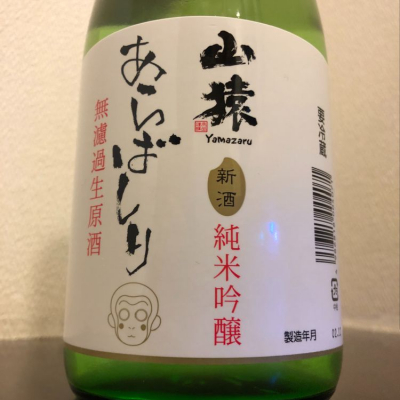 山猿
Yamazaru
新酒
純米吟醸
あらばしり
無濾過生原酒
製造年月